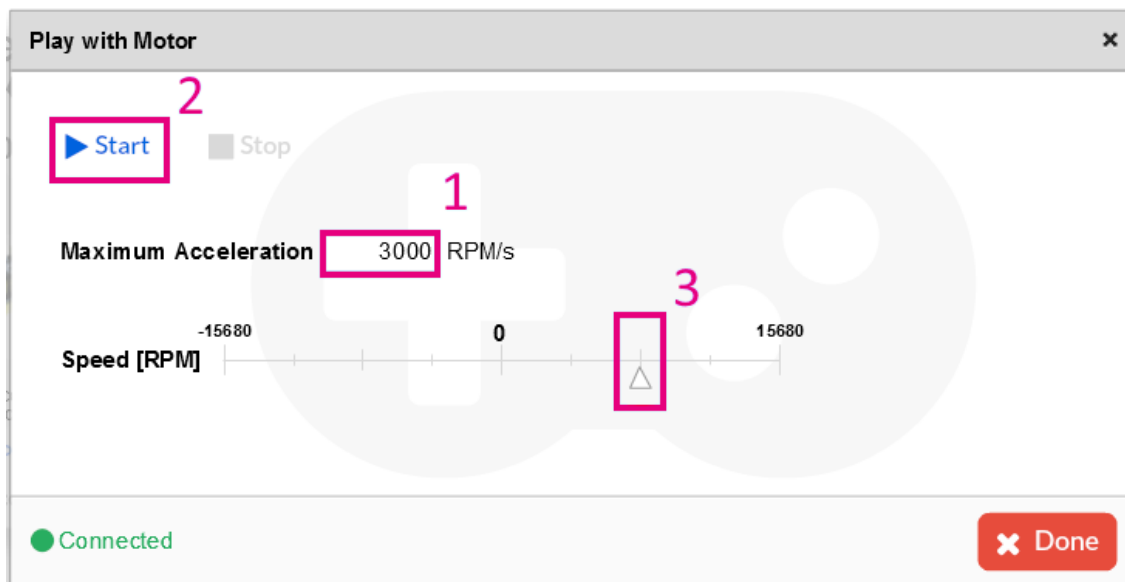 Play with Motor ×
2
Start Stop
1
Maximum Acceleration 3000 RPM/s
3
-15680 0 15680
Speed [RPM]
Connected
Done